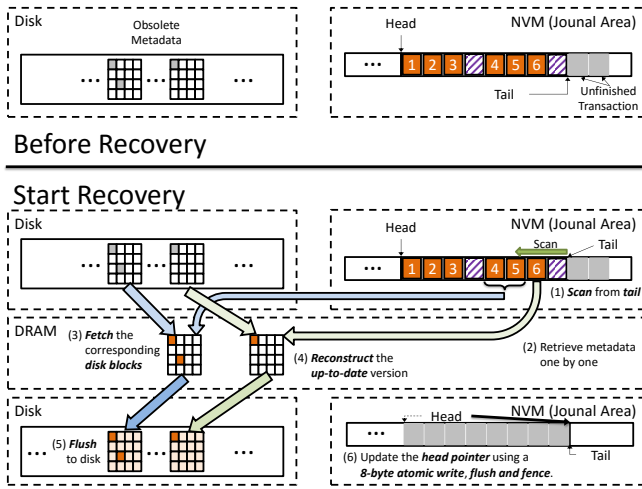 Disk
Obsolete
Metadata
... ... ...
NVM (Jounal Area)
Head
... 1 2 3 4 5 6
Tail
Unfinished
Transaction
Before Recovery
Start Recovery
Disk
... ... ...
NVM (Jounal Area)
Head
Scan
Tail
... 1 2 3 4 5 6
(1) Scan from tail
DRAM
(3) Fetch the
corresponding
disk blocks
(4) Reconstruct the
up-to-date version
(2) Retrieve metadata
one by one
Disk
... ... ...
(5) Flush
to disk
NVM (Jounal Area)
Head
...
Tail
(6) Update the head pointer using a
8-byte atomic write, flush and fence.